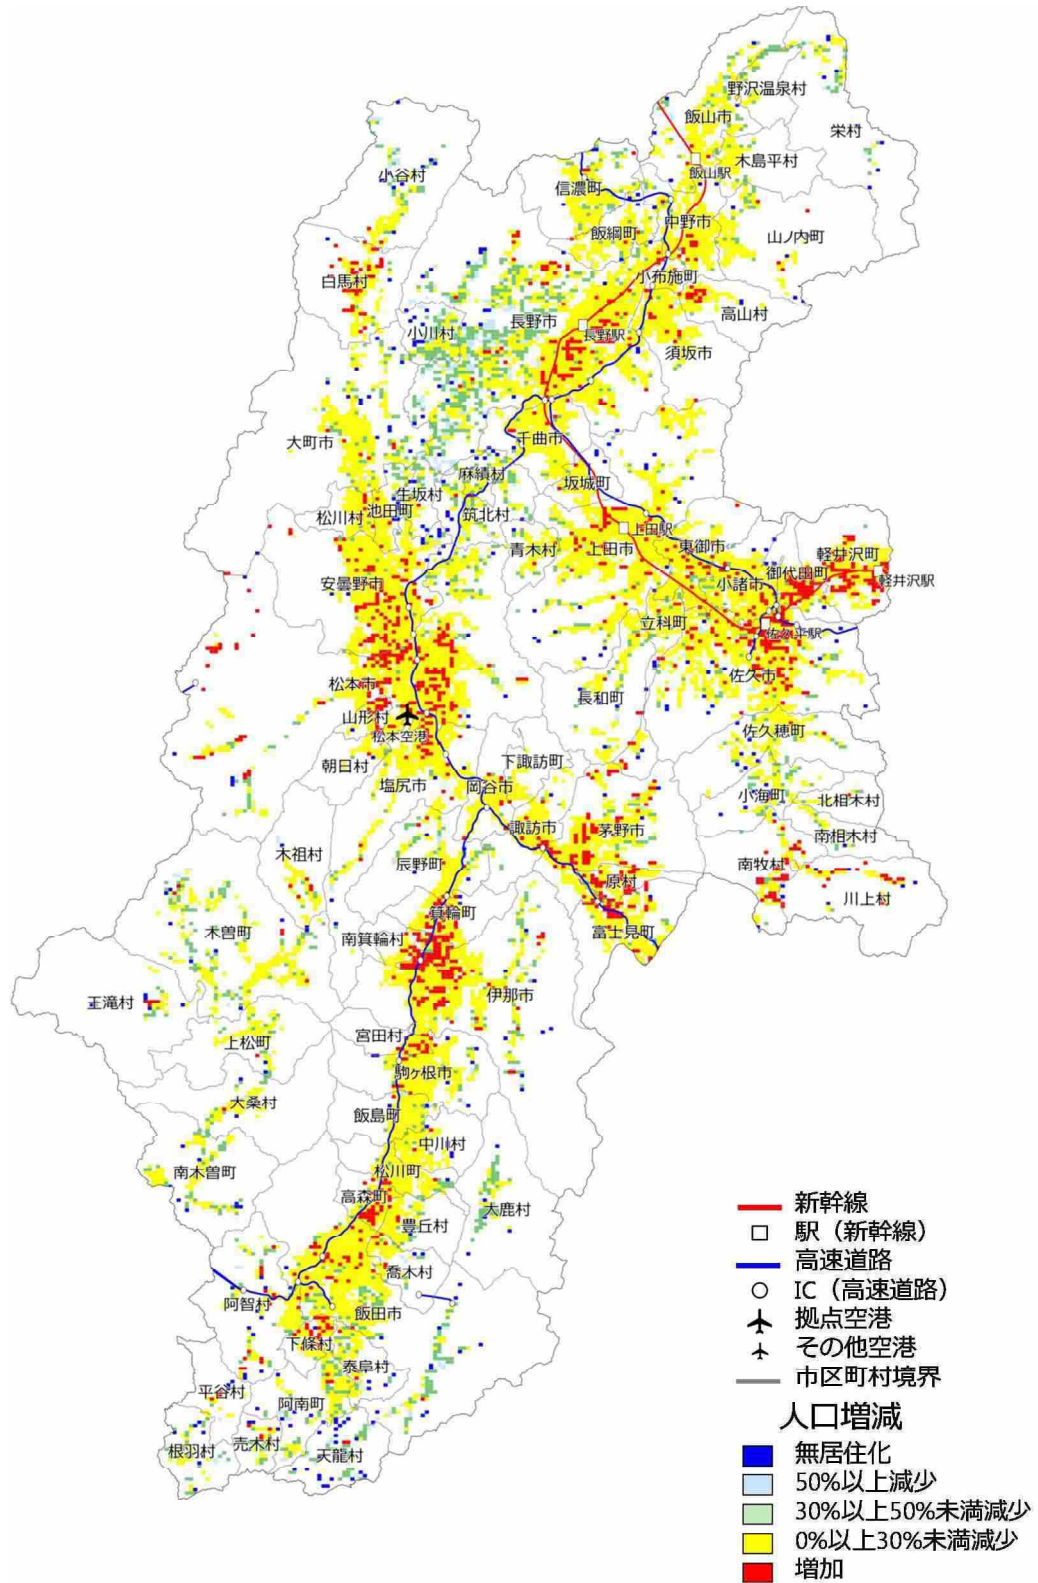 野沢温泉村
飯山市
栄村
木島平村
飯山駅
小谷村
信濃町
中野市
飯綱町
山ノ内町
小布施町
白馬村
高山村
長野市
小川村
長野駅
須坂市
大町市
千曲市
麻績村
坂城町
生坂村
池田町
松川村
筑北村
上田駅
青木村
上田市
東御市
軽井沢町
安曇野市
小諸市
御代田町
軽井沢駅
立科町
佐久平駅
佐久市
松本市
長和町
山形村
松本空港
佐久穂町
朝日村
下諏訪町
塩尻市
岡谷市
小海町
北相木村
諏訪市
茅野市
南相木村
木祖村
辰野町
南牧村
原村
川上村
箕輪町
木曽町
南箕輪村
富士見町
王滝村
伊那市
上松町
宮田村
駒ヶ根市
大桑村
飯島町
中川村
南木曽町
松川町
高森町
大鹿村
豊丘村
喬木村
阿智村
飯田市
下條村
泰阜村
平谷村
阿南町
根羽村
売木村
天龍村
新幹線
駅（新幹線）
高速道路
IC（高速道路）
拠点空港
その他空港
市区町村境界
人口増減
無居住化
50%以上減少
30%以上50%未満減少
0%以上30%未満減少
増加